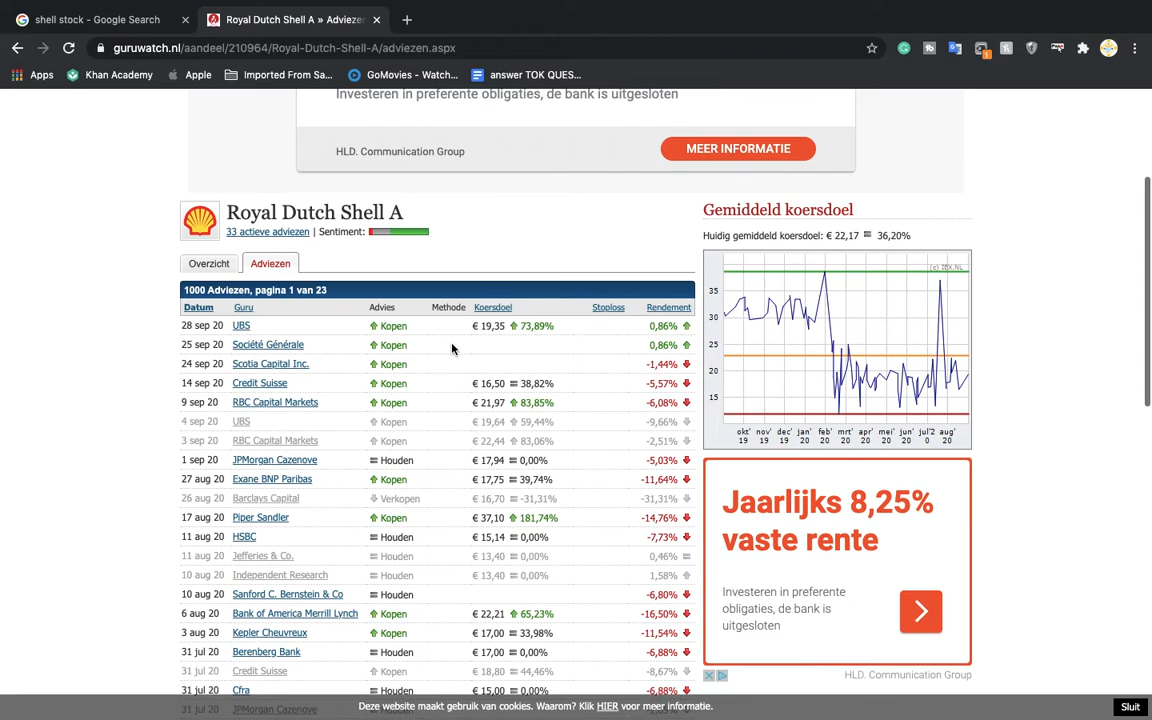 shell stock - Google Search
Royal Dutch Shell A » Adviezen
guruwatch.nl/aandeel/210964/Royal-Dutch-Shell-A/adviezen.aspx
Apps Khan Academy Apple Imported From Sa... GoMovies - Watch... answer TOK QUES...
Investeren in preferente obligaties, de bank is uitgesloten
HLD. Communication Group
MEER INFORMATIE
Royal Dutch Shell A
33 actieve adviezen | Sentiment:
Overzicht Adviezen
1000 Adviezen, pagina 1 van 23
Datum Guru Advies Methode Koersdoel Stoploss Rendement
28 sep 20 UBS Kopen € 19,35 73,89% 0,86%
25 sep 20 Société Générale Kopen 0,86%
24 sep 20 Scotia Capital Inc. Kopen -1,44%
14 sep 20 Credit Suisse Kopen € 16,50 = 38,82% -5,57%
9 sep 20 RBC Capital Markets Kopen € 21,97 83,85% -6,08%
4 sep 20 UBS Kopen € 19,64 59,44% -9,66%
3 sep 20 RBC Capital Markets Kopen € 22,44 83,06% -2,51%
1 sep 20 JPMorgan Cazenove = Houden € 17,94 = 0,00% -5,03%
27 aug 20 Exane BNP Paribas Kopen € 17,75 = 39,74% -11,64%
26 aug 20 Barclays Capital Verkopen € 16,70 = -31,31% -31,31%
17 aug 20 Piper Sandler Kopen € 37,10 181,74% -14,76%
11 aug 20 HSBC = Houden € 15,14 = 0,00% -7,73%
11 aug 20 Jefferies & Co. = Houden € 13,40 = 0,00% 0,46% =
10 aug 20 Independent Research = Houden € 13,40 = 0,00% 1,58%
10 aug 20 Sanford C. Bernstein & Co = Houden -6,80%
6 aug 20 Bank of America Merrill Lynch Kopen € 22,21 65,23% -16,50%
3 aug 20 Kepler Cheuvreux Kopen € 17,00 = 33,98% -11,54%
31 jul 20 Berenberg Bank = Houden € 17,00 = 0,00% -6,88%
31 jul 20 Credit Suisse Kopen € 18,80 = 44,46% -8,67%
31 jul 20 Cfra = Houden € 15,00 = 0,00% -6,88%
JPMorgan Cazenove
Gemiddeld koersdoel
Huidig gemiddeld koersdoel: € 22,17 = 36,20%
(c) TEX.NL
35
30
25
20
15
okt' nov' dec' jan' feb' mrt' apr' mei' jun' jul'2 aug'
19 19 19 20 20 20 20 20 20 0 20
Jaarlijks 8,25%
vaste rente
Investeren in preferente
obligaties, de bank is
uitgesloten
HLD. Communication Group
Deze website maakt gebruik van cookies. Waarom? Klik HIER voor meer informatie.
Sluit